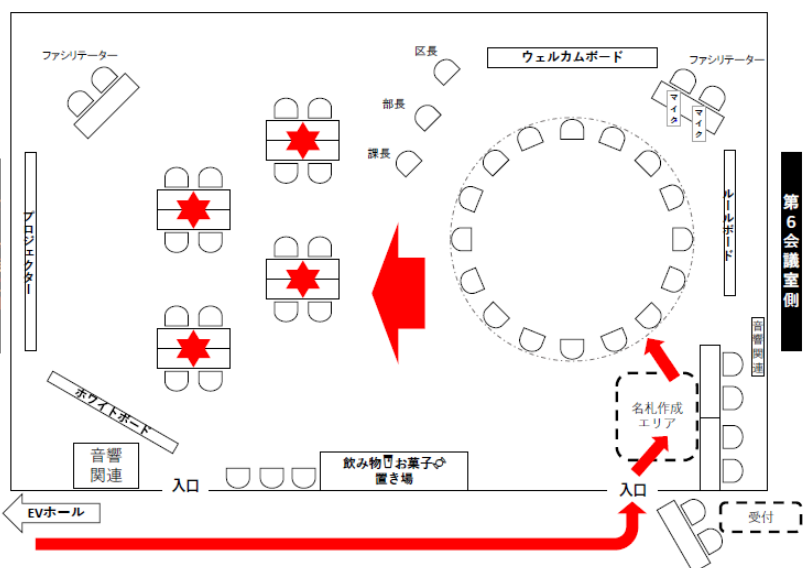 ファシリテーター
区長
ウェルカムボード
ファシリテーター
マイク
マイク
部長
課長
プロジェクター
ルールボード
第6会議室側
音響関連
ホワイトボード
名札作成
エリア
音響
関連
飲み物 お菓子
置き場
入口
入口
EVホール
受付